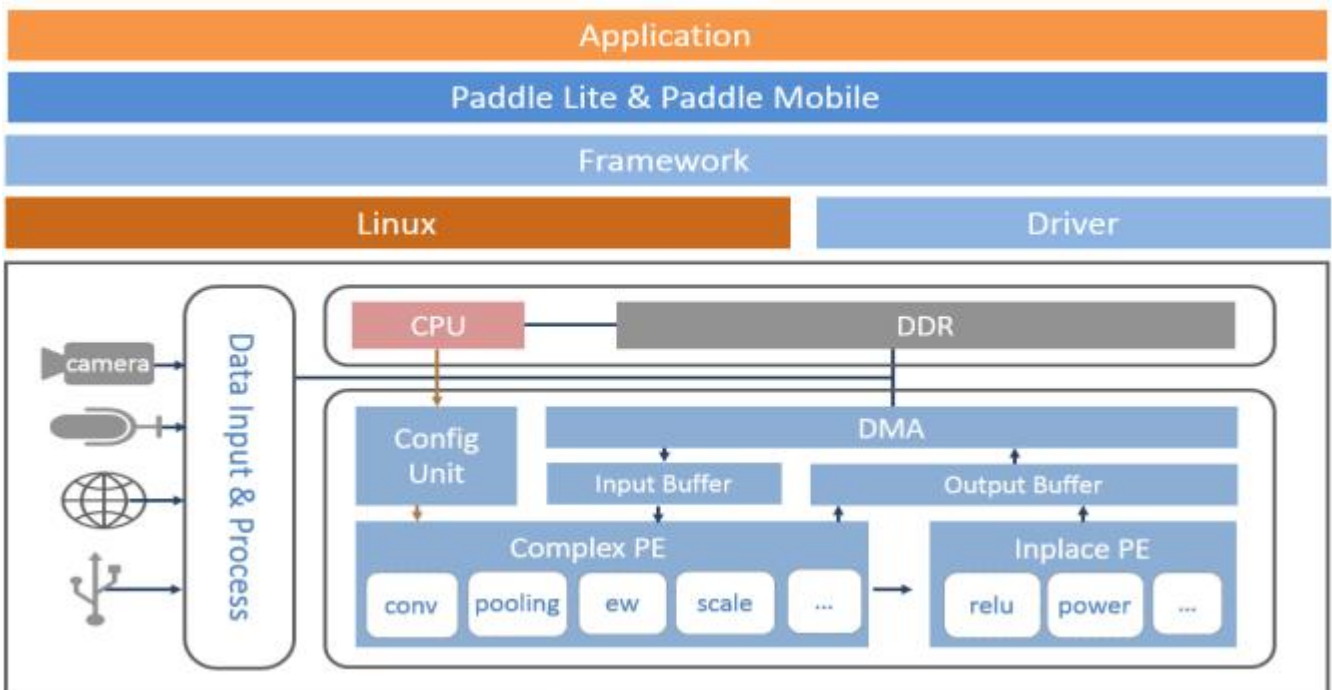 Application
Paddle Lite & Paddle Mobile
Framework
Linux
Driver
camera
Data Input & Process
CPU
DDR
Config
Unit
DMA
Input Buffer
Output Buffer
Complex PE
conv
pooling
ew
scale
...
Inplace PE
relu
power
...